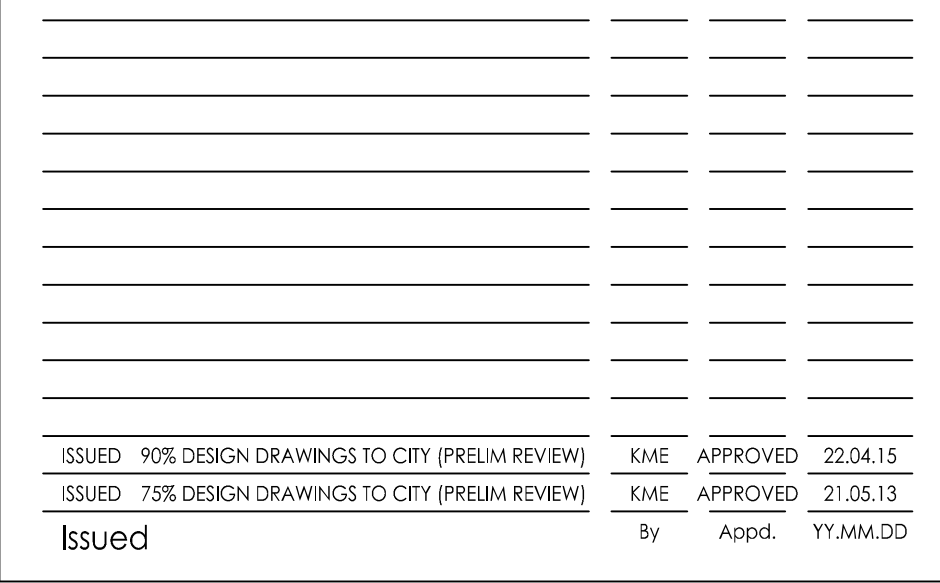 ISSUED 90% DESIGN DRAWINGS TO CITY (PRELIM REVIEW) KME APPROVED 22.04.15
ISSUED 75% DESIGN DRAWINGS TO CITY (PRELIM REVIEW) KME APPROVED 21.05.13
Issued By Appd. YY.MM.DD